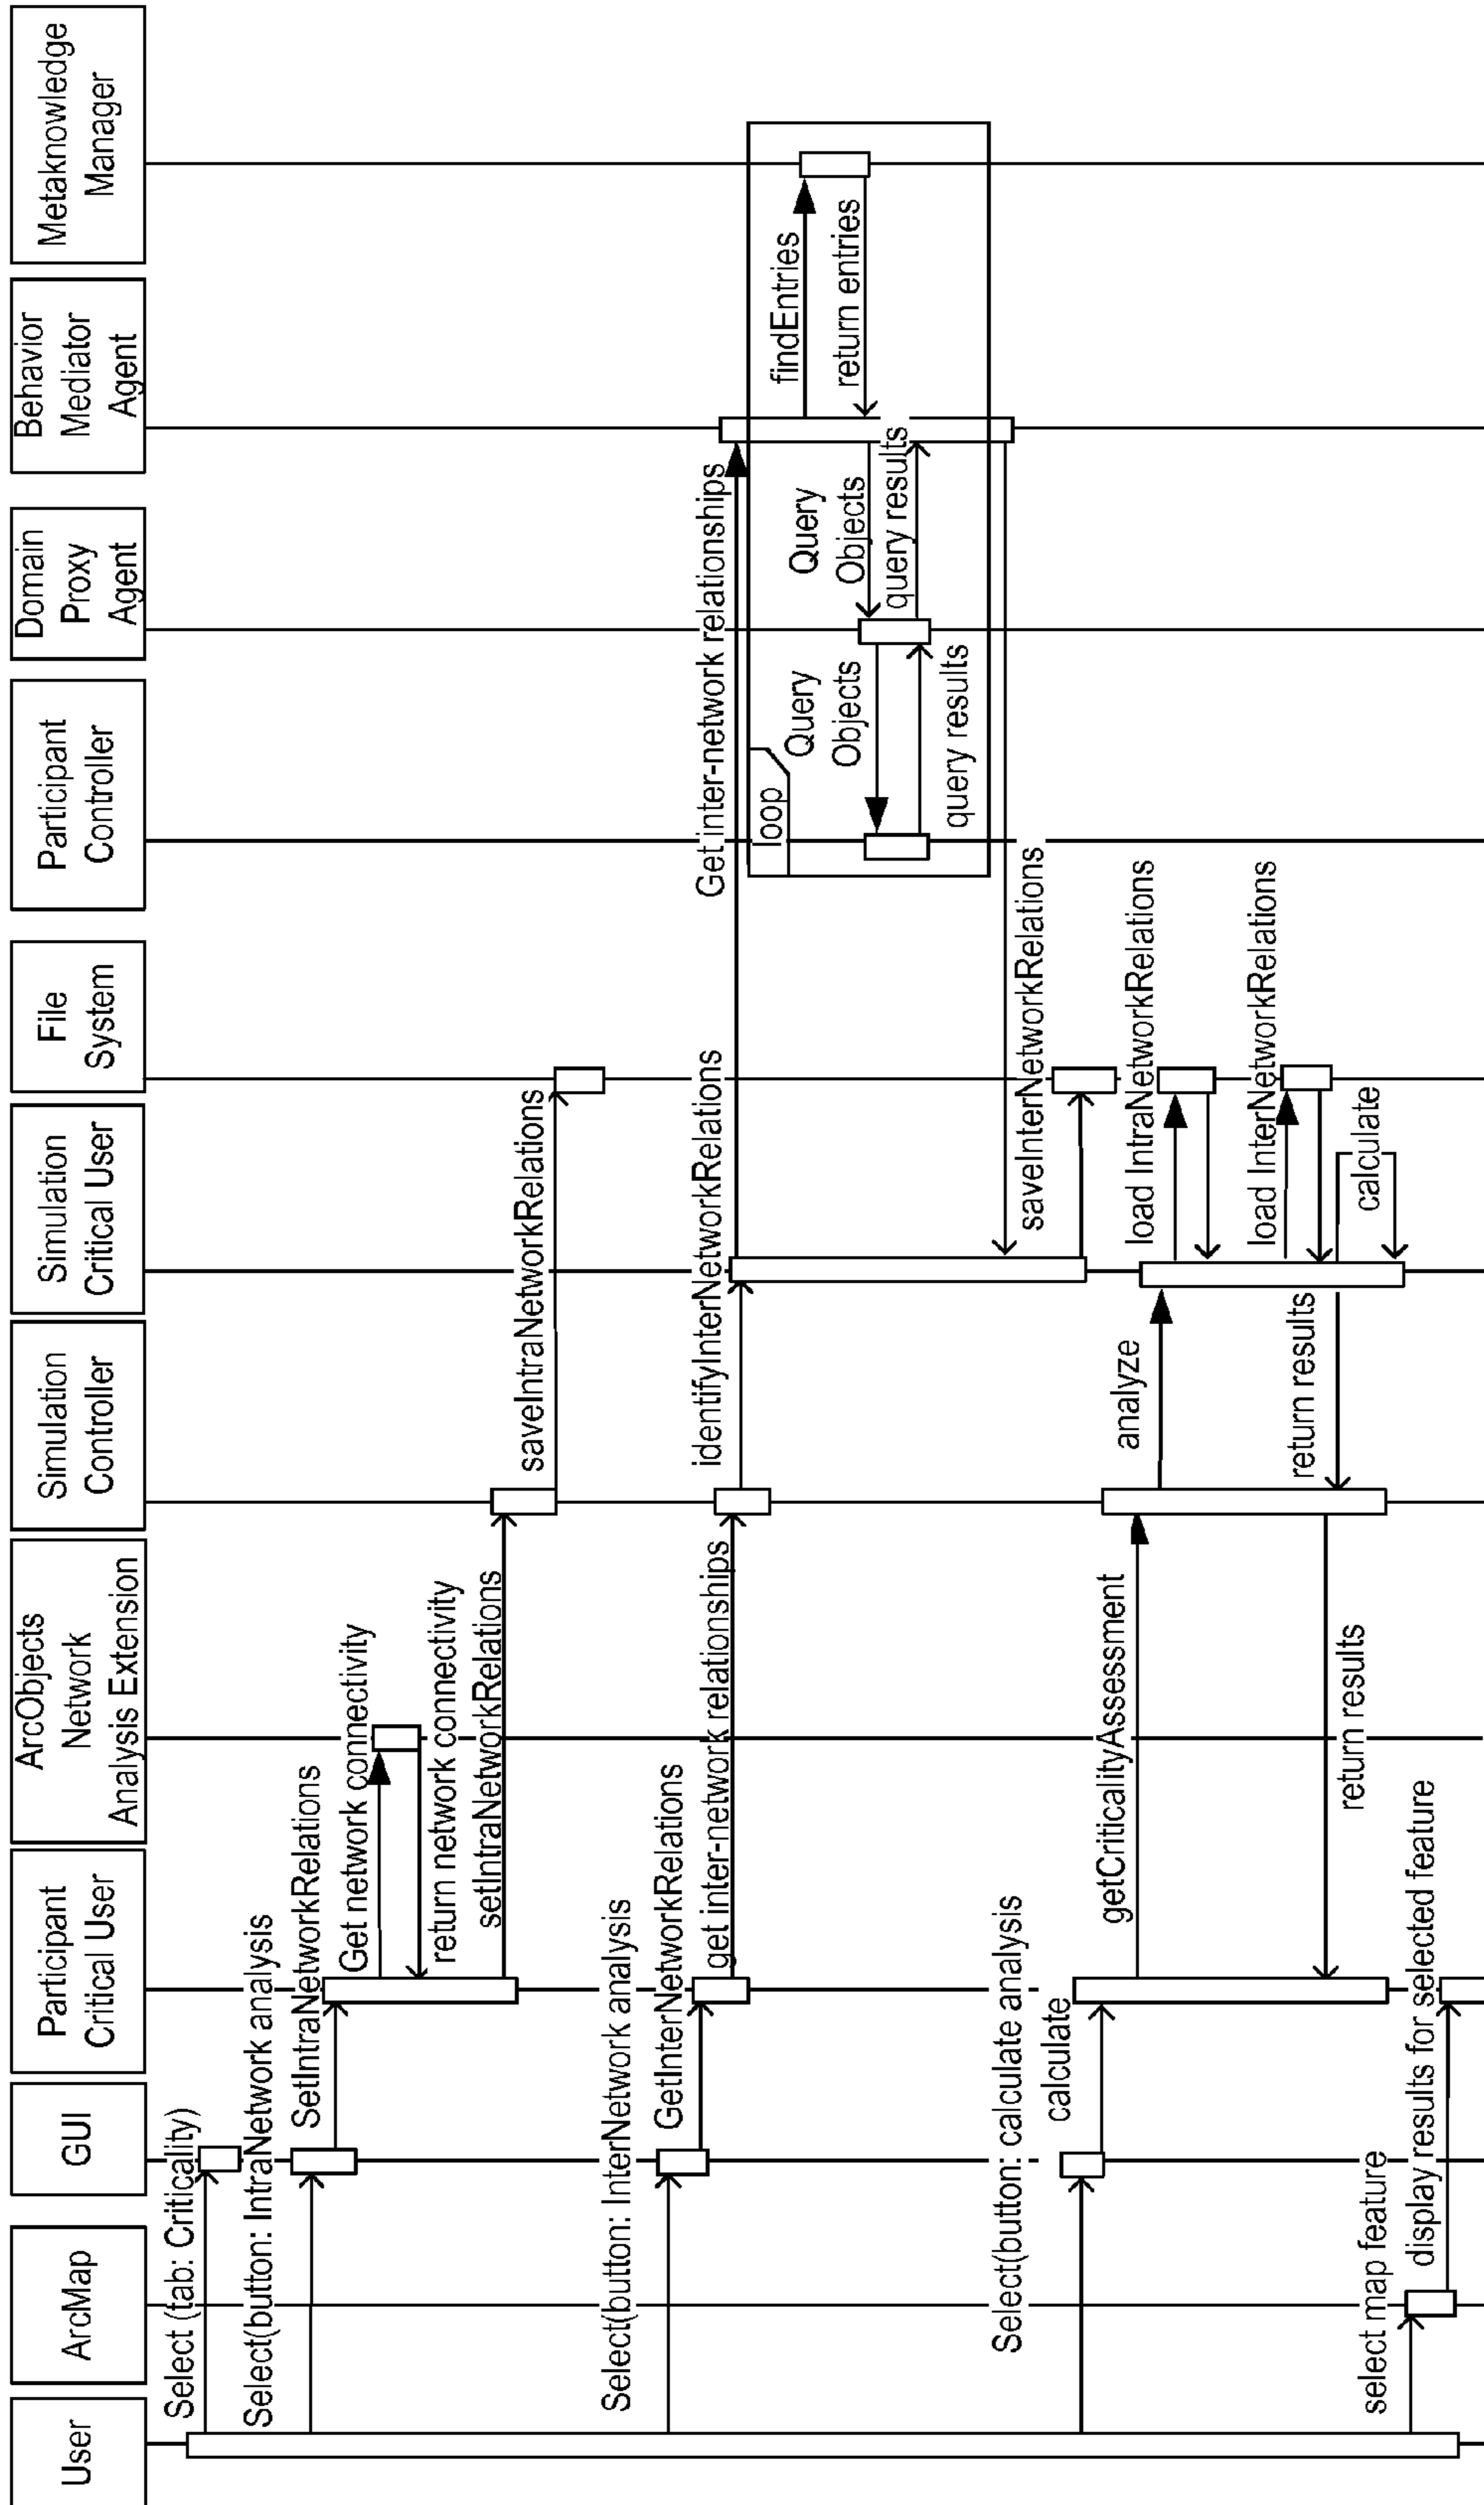 User
ArcMap
GUI
Participant
Critical User
ArcObjects
Network
Analysis Extension
Simulation
Controller
Simulation
Critical User
File
System
Participant
Controller
Domain
Proxy
Agent
Behavior
Mediator
Agent
Metaknowledge
Manager
Select (tab: Criticality)
Select(button: IntraNetwork analysis
SetIntraNetworkRelations
Get network connectivity
return network connectivity
setIntraNetworkRelations
saveIntraNetworkRelations
Select(button: InterNetwork analysis
GetInterNetworkRelations
get inter-network relationships
identifyInterNetworkRelations
Get inter-network relationships
loop
findEntries
return entries
Query
Objects
Query
Objects
query results
query results
saveInterNetworkRelations
Select(button: calculate analysis
calculate
getCriticalityAssessment
analyze
load IntraNetworkRelations
load InterNetworkRelations
calculate
return results
return results
select map feature
display results for selected feature